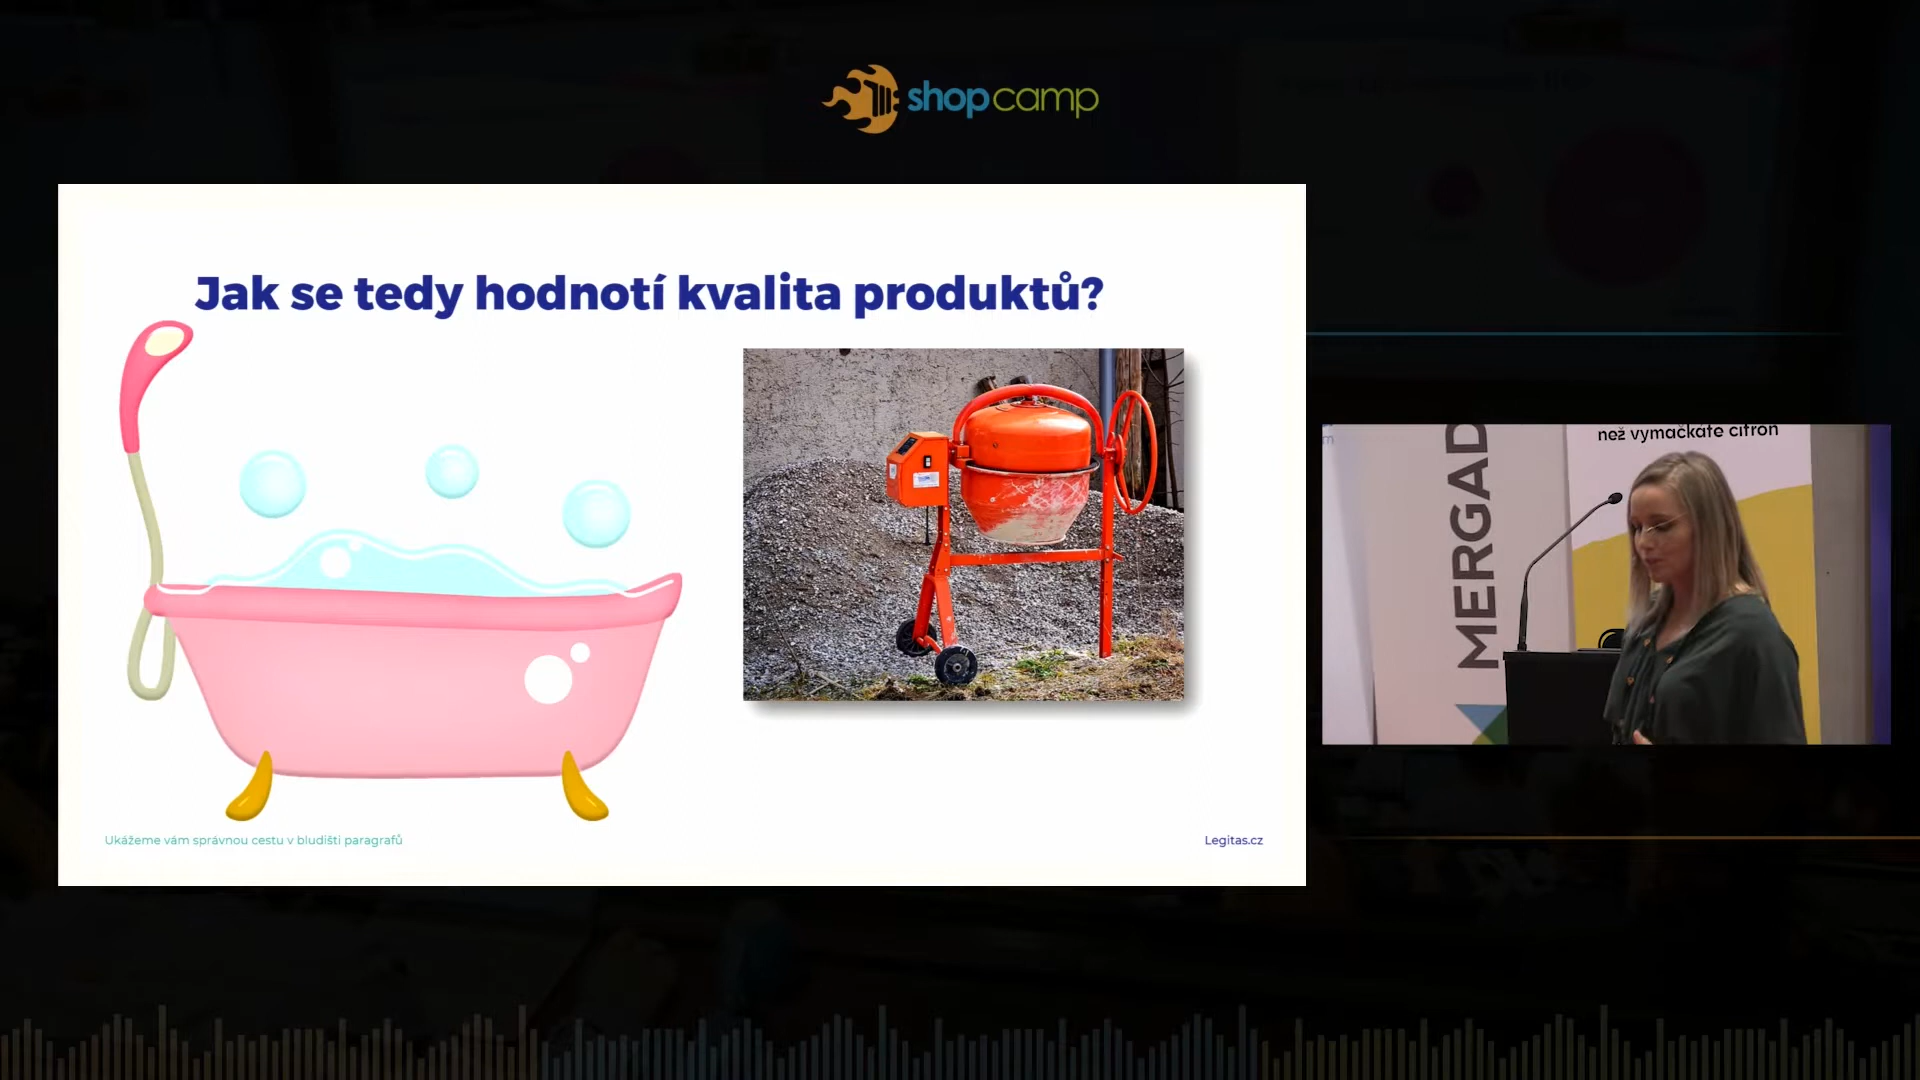 shopcamp
Jak se tedy hodnotí kvalita produktů?
Ukážeme vám správnou cestu v bludišti paragrafů
Legitas.cz
než vymačkáte citron
MERGAD